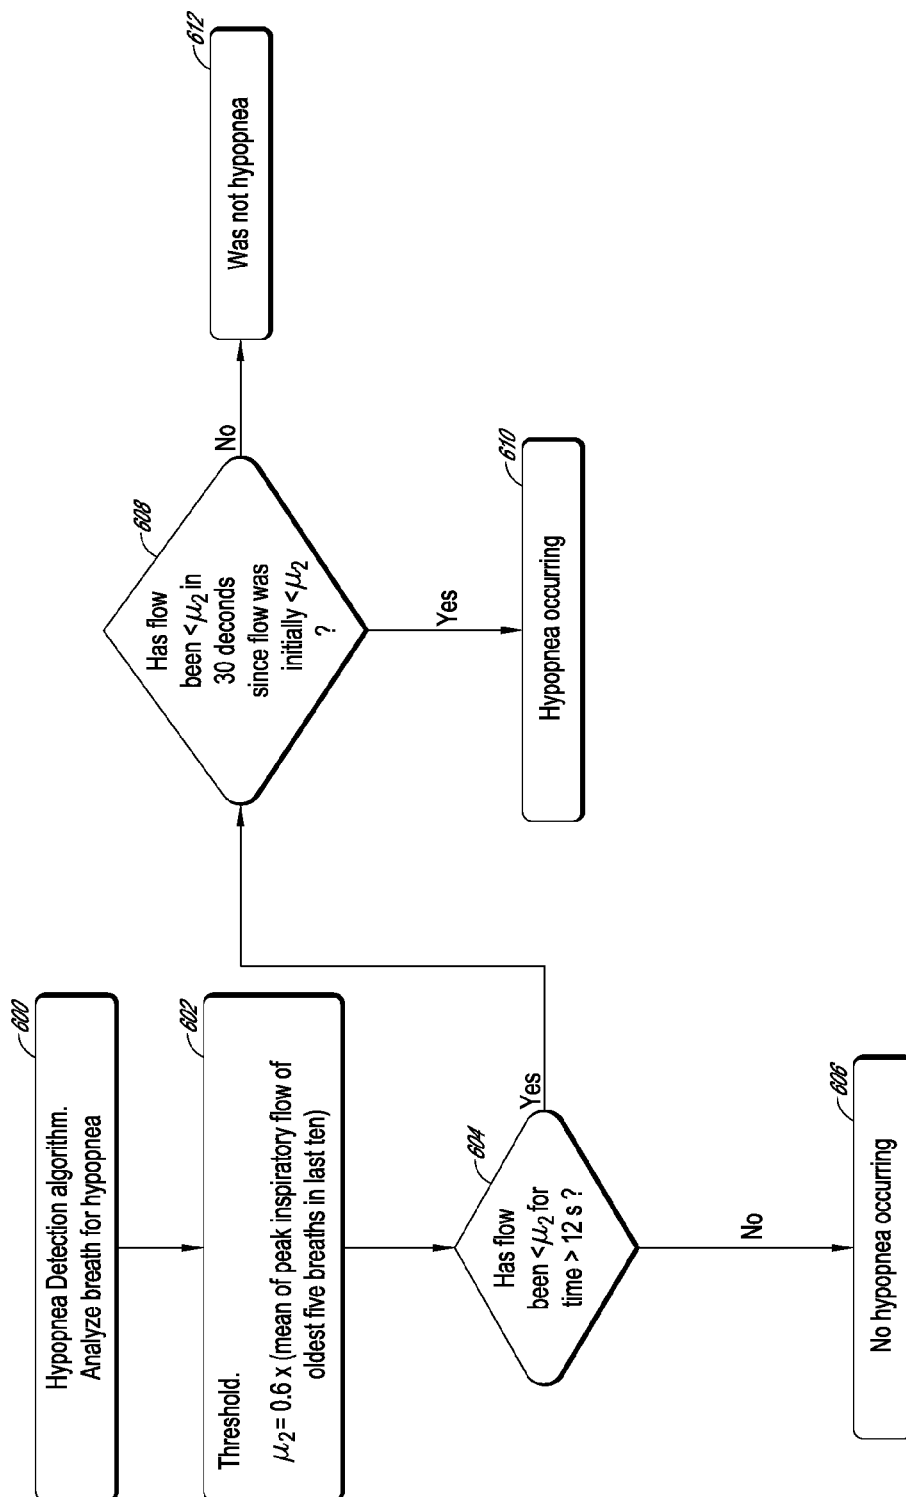 600
Hypopnea Detection algorithm.
Analyze breath for hypopnea
602
Threshold.
μ2 = 0.6 x (mean of peak inspiratory flow of
oldest five breaths in last ten)
604
Has flow
been <μ2 for
time > 12 s ?
Yes
No
606
No hypopnea occurring
608
Has flow
been <μ2 in
30 deconds
since flow was
initially <μ2
?
No
Yes
610
Hypopnea occurring
612
Was not hypopnea